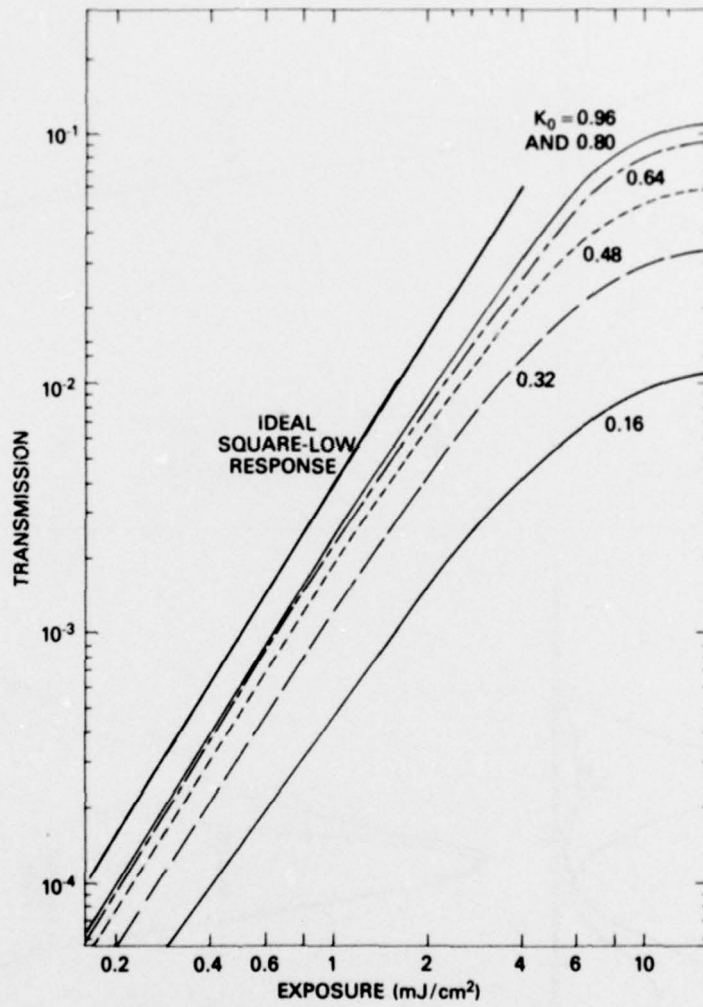 10⁻¹
10⁻²
10⁻³
10⁻⁴
TRANSMISSION
K₀ = 0.96
AND 0.80
0.64
0.48
0.32
0.16
IDEAL
SQUARE-LOW
RESPONSE
0.2 0.4 0.6 1 2 4 6 10
EXPOSURE (mJ/cm²)